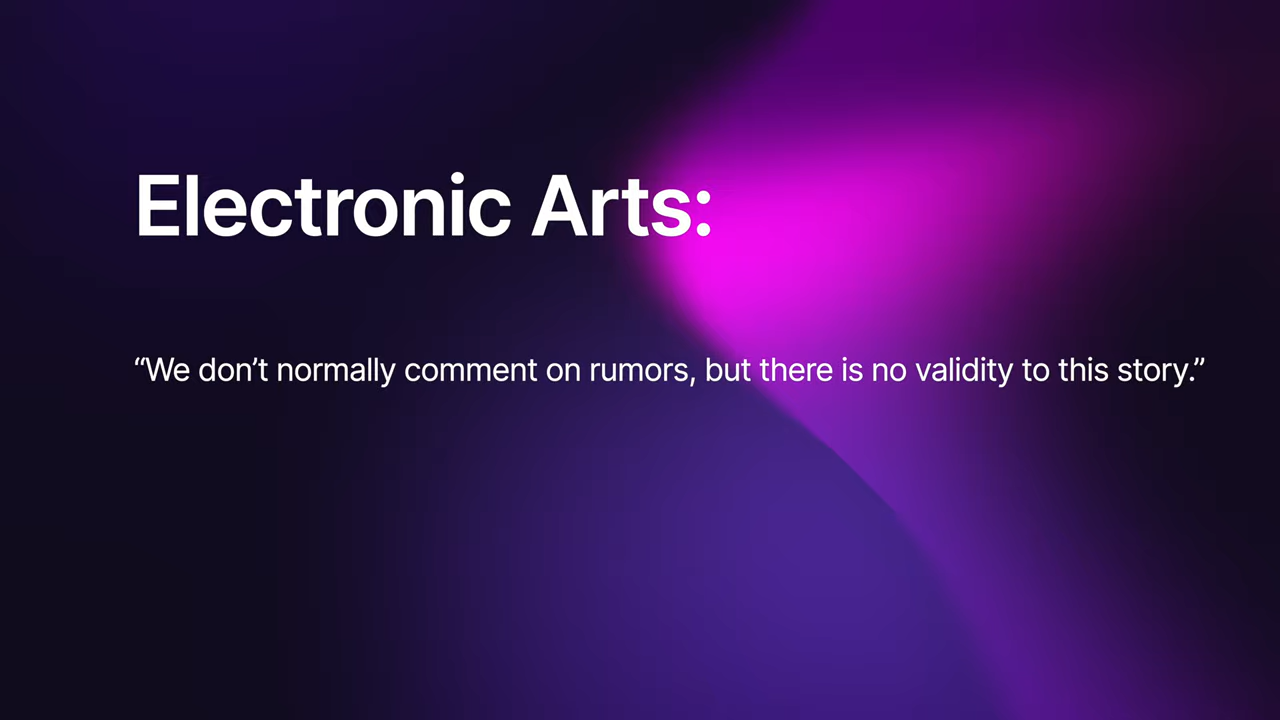 Electronic Arts:
“We don’t normally comment on rumors, but there is no validity to this story.”